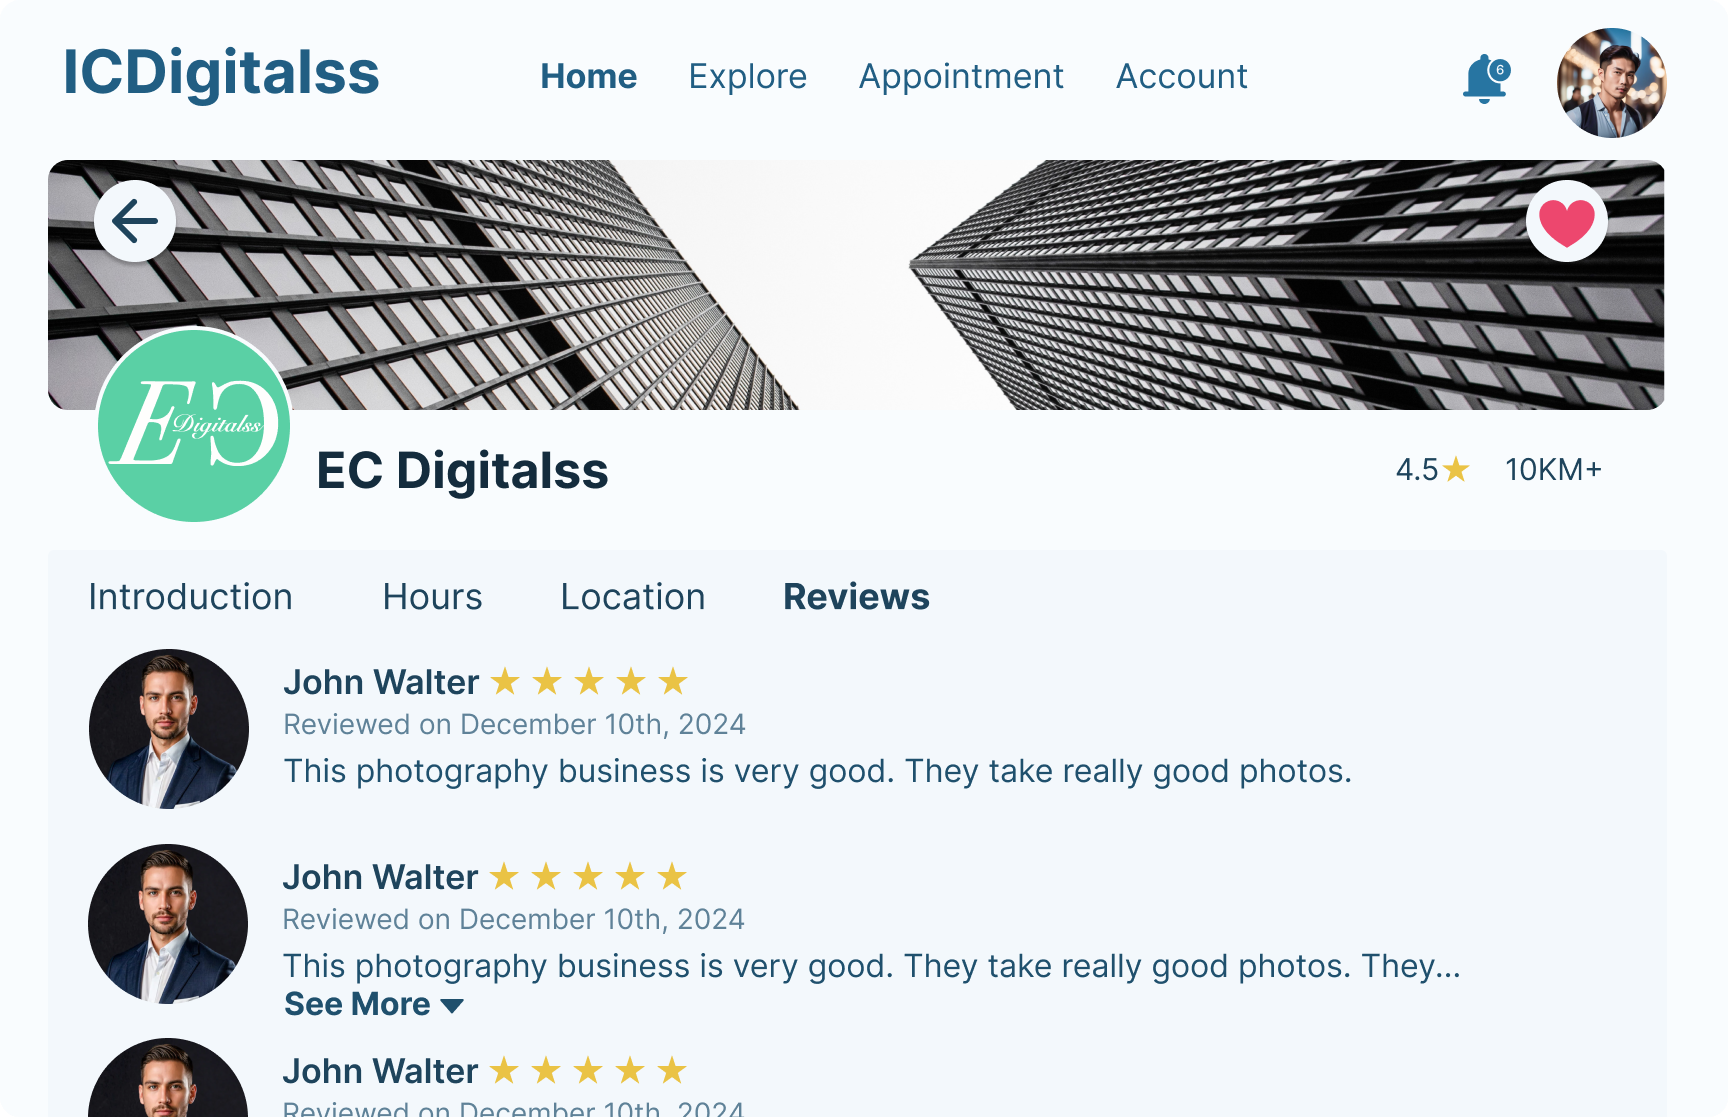 ICDigitalss
Home Explore Appointment Account
6
EC
Digitalss
EC Digitalss
4.5★ 10KM+
Introduction Hours Location Reviews
John Walter ★ ★ ★ ★ ★
Reviewed on December 10th, 2024
This photography business is very good. They take really good photos.
John Walter ★ ★ ★ ★ ★
Reviewed on December 10th, 2024
This photography business is very good. They take really good photos. They...
See More
John Walter ★ ★ ★ ★ ★
Reviewed on December 10th, 2024